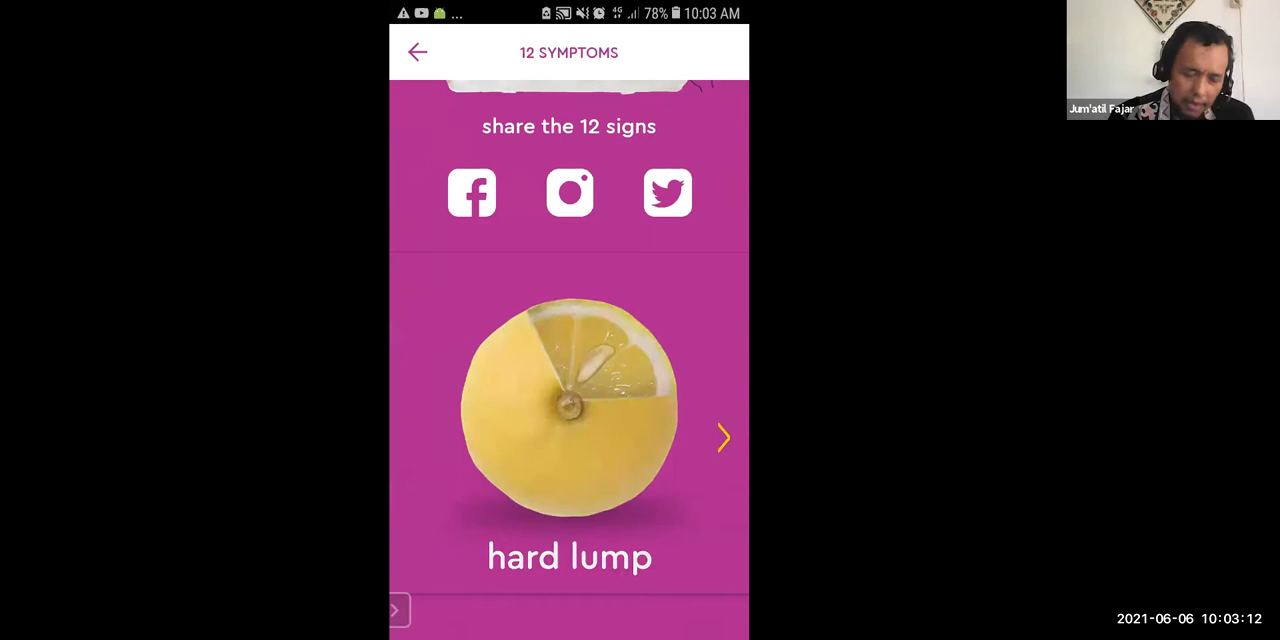 ... 4G 78% 10:03 AM
12 SYMPTOMS
Jum'atil Fajar
share the 12 signs
hard lump
2021-06-06 10:03:12